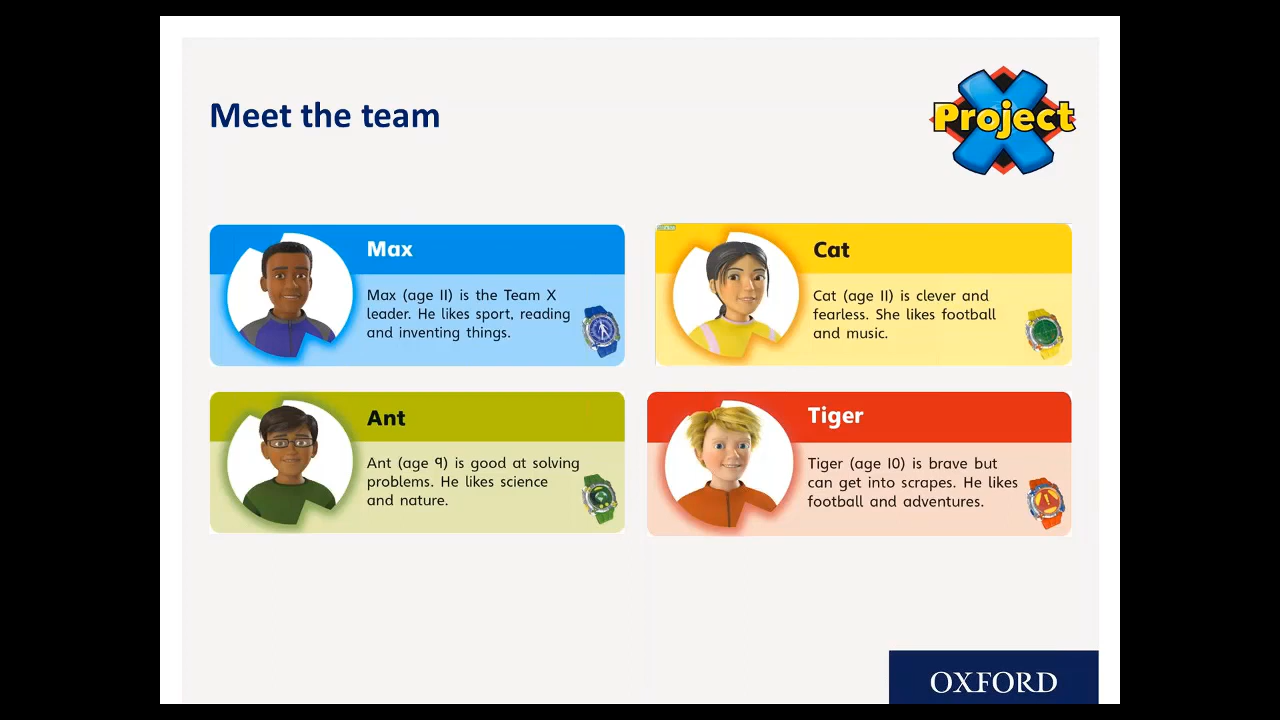 Meet the team
Project X
Max
Max (age 11) is the Team X
leader. He likes sport, reading
and inventing things.
Cat
Cat (age 11) is clever and
fearless. She likes football
and music.
Ant
Ant (age 9) is good at solving
problems. He likes science
and nature.
Tiger
Tiger (age 10) is brave but
can get into scrapes. He likes
football and adventures.
OXFORD